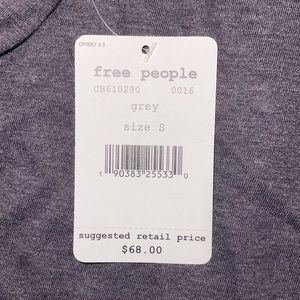 free people
OB610290 0016
grey
size S
1 90383 25533 0
suggested retail price
$68.00